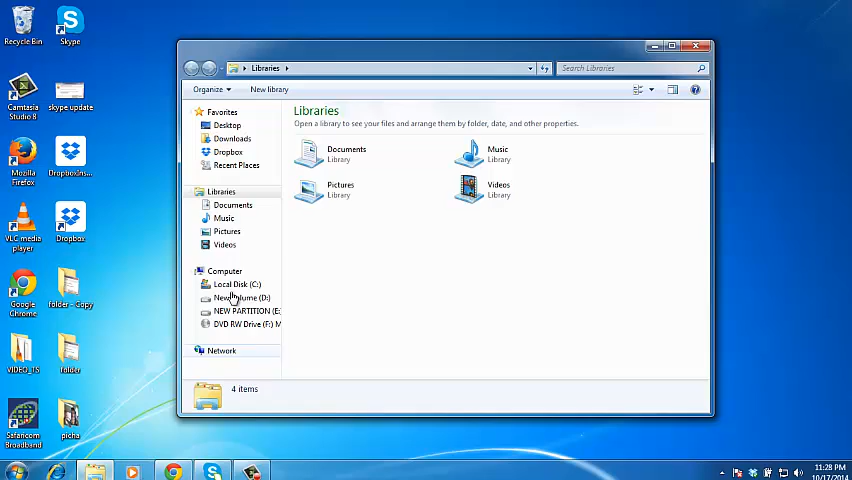 Recycle Bin
Skype
Camtasia
Studio 8
skype update
Mozilla
Firefox
DropboxIns...
VLC media
player
Dropbox
Google
Chrome
folder - Copy
VIDEO_TS
folder
Safaricom
Broadband
picha
Libraries
Search Libraries
Organize
New library
Favorites
Desktop
Downloads
Dropbox
Recent Places
Libraries
Documents
Music
Pictures
Videos
Computer
Local Disk (C:)
New Volume (D:)
NEW PARTITION (E:
DVD RW Drive (F:) M
Network
Libraries
Open a library to see your files and arrange them by folder, date, and other properties.
Documents
Library
Music
Library
Pictures
Library
Videos
Library
4 items
11:28 PM
10/17/2014